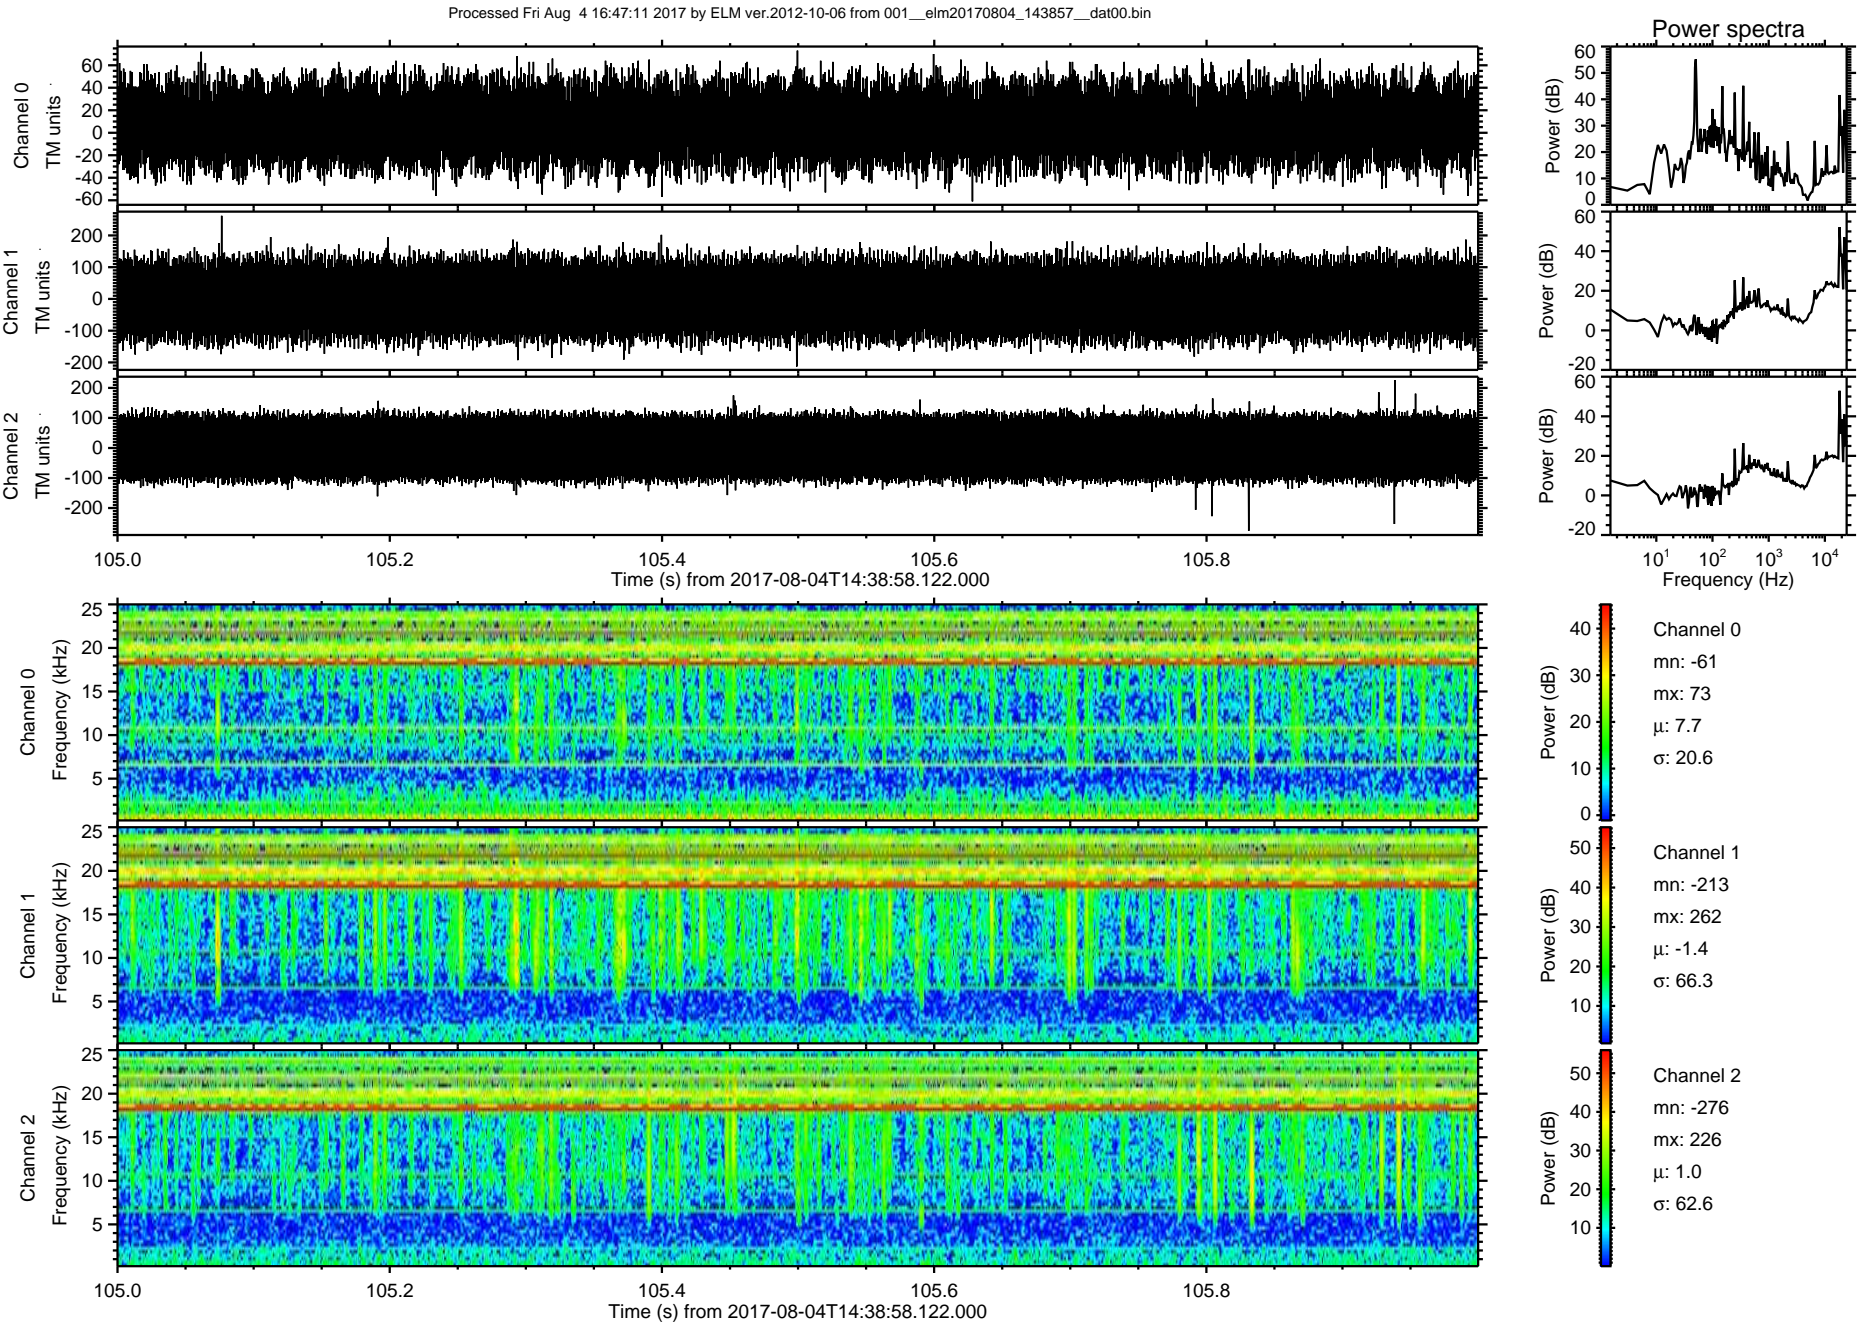 Processed Fri Aug  4 16:47:11 2017 by ELM ver.2012-10-06 from 001__elm20170804_143857__dat00.bin
Power spectra
Channel 0
TM units
60
40
20
0
-20
-40
-60
Power (dB)
60
50
40
30
20
10
0
Channel 1
TM units
200
100
0
-100
-200
Power (dB)
60
40
20
0
-20
Channel 2
TM units
200
100
0
-100
-200
Power (dB)
60
40
20
0
-20
105.0 105.2 105.4 105.6 105.8
Time (s) from 2017-08-04T14:38:58.122.000
10¹ 10² 10³ 10⁴
Frequency (Hz)
Channel 0
Frequency (kHz)
25
20
15
10
5
Power (dB)
40
30
20
10
0
Channel 0
mn: -61
mx: 73
μ: 7.7
σ: 20.6
Channel 1
Frequency (kHz)
25
20
15
10
5
Power (dB)
50
40
30
20
10
Channel 1
mn: -213
mx: 262
μ: -1.4
σ: 66.3
Channel 2
Frequency (kHz)
25
20
15
10
5
Power (dB)
50
40
30
20
10
Channel 2
mn: -276
mx: 226
μ: 1.0
σ: 62.6
105.0 105.2 105.4 105.6 105.8
Time (s) from 2017-08-04T14:38:58.122.000